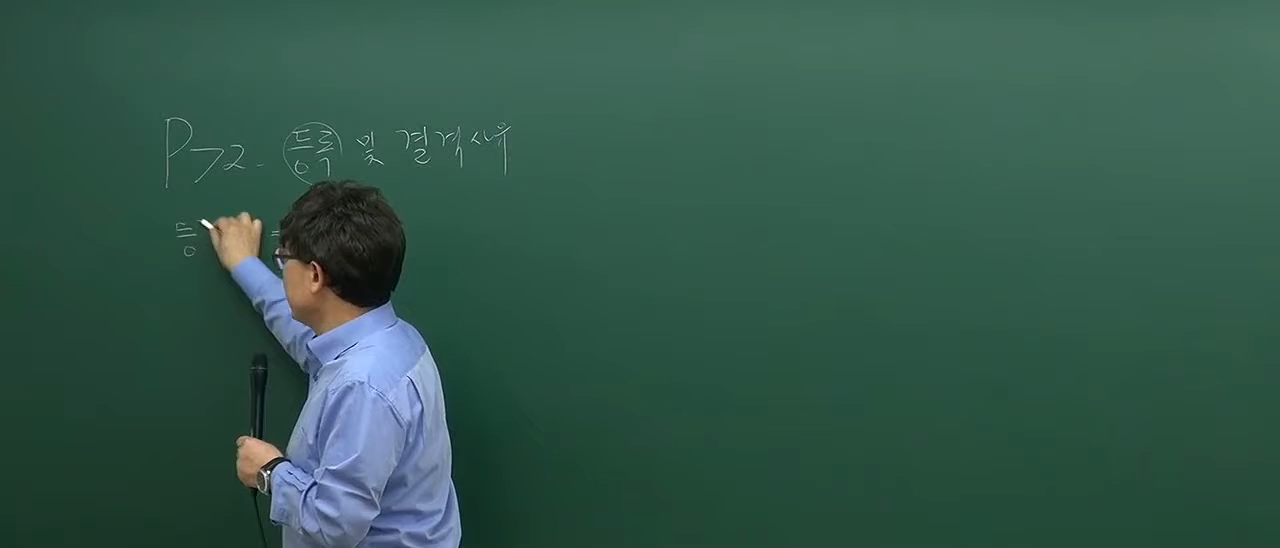 P72. 등록 및 결격사유
등 =